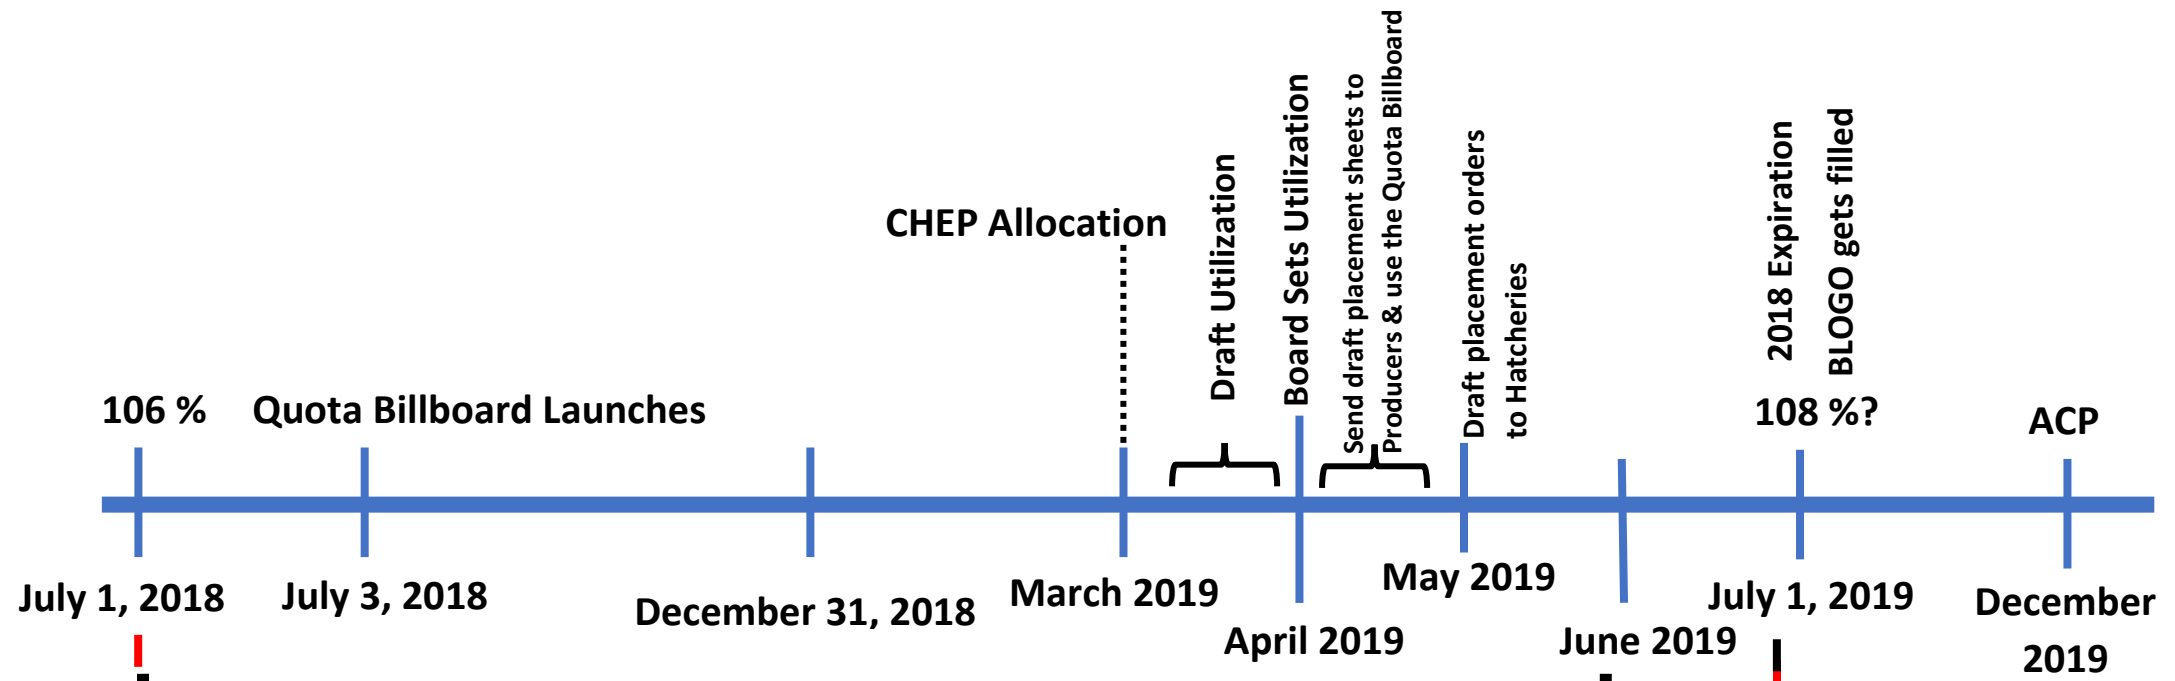 106 %
Quota Billboard Launches
CHEP Allocation
Draft Utilization
Board Sets Utilization
Send draft placement sheets to
Producers & use the Quota Billboard
Draft placement orders
to Hatcheries
2018 Expiration
BLOGO gets filled
108 %?
ACP
July 1, 2018
July 3, 2018
December 31, 2018
March 2019
April 2019
May 2019
June 2019
July 1, 2019
December
2019